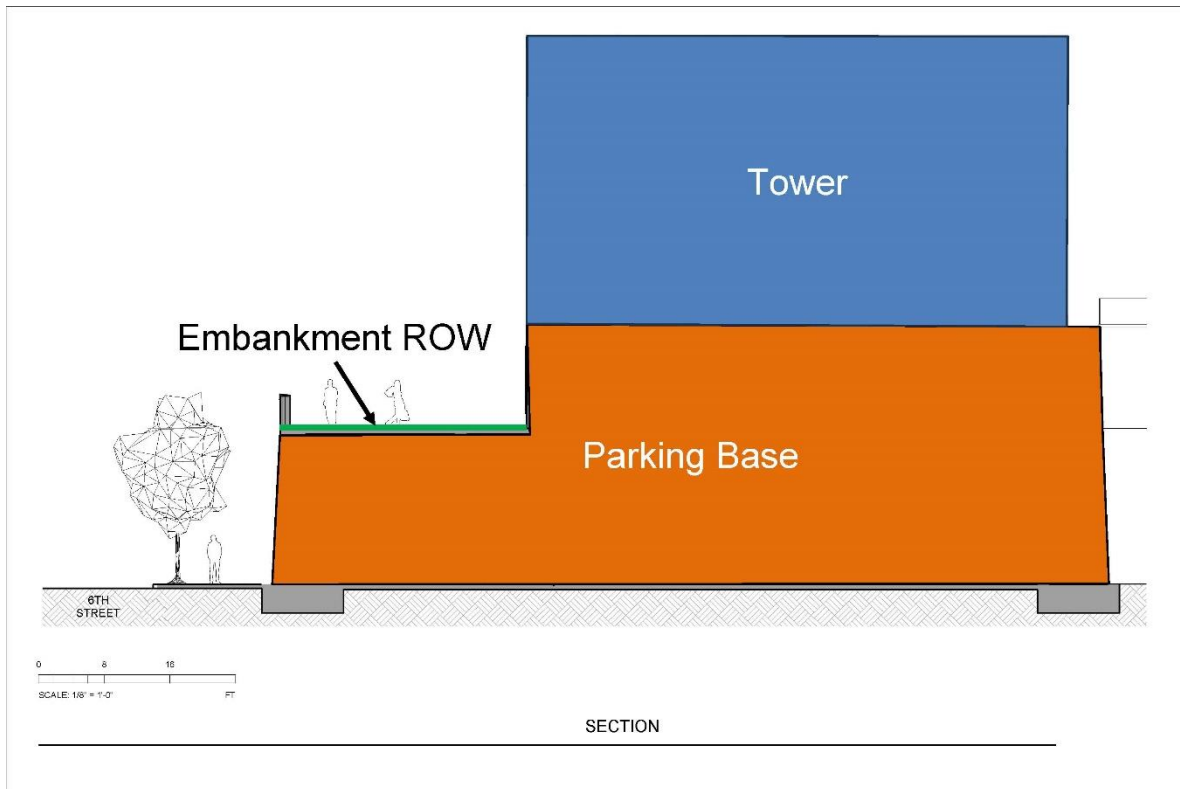 Tower
Embankment ROW
Parking Base
6TH
STREET
0 8 16
SCALE: 1/8" = 1'-0" FT
SECTION